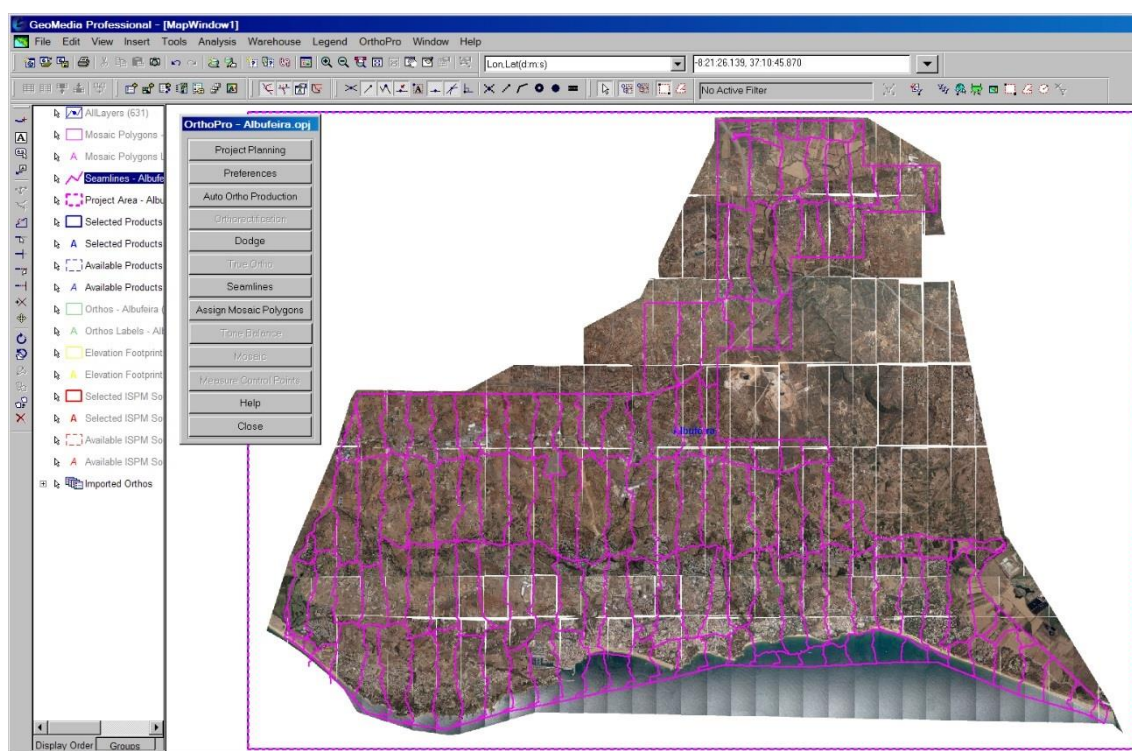 GeoMedia Professional - [MapWindow1]
File Edit View Insert Tools Analysis Warehouse Legend OrthoPro Window Help
Lon,Lat(d:m:s) -8:21:26.139, 37:10:45.870
No Active Filter
AllLayers (631)
Mosaic Polygons -
Mosaic Polygons L
Seamlines - Albufe
Project Area - Albu
Selected Products
Selected Products
Available Products
Available Products
Orthos - Albufeira (
Orthos Labels - Alb
Elevation Footprint
Elevation Footprint
Selected ISPM So
Selected ISPM So
Available ISPM So
Available ISPM So
Imported Orthos
Display Order Groups
OrthoPro - Albufeira.opj
Project Planning
Preferences
Auto Ortho Production
Orthorectification
Dodge
True Ortho
Seamlines
Assign Mosaic Polygons
Tone Balance
Mosaic
Measure Control Points
Help
Close
Albufeira